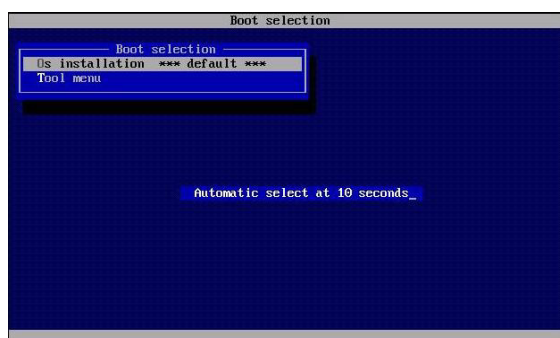 Boot selection
Boot selection
Os installation *** default ***
Tool menu
Automatic select at 10 seconds_